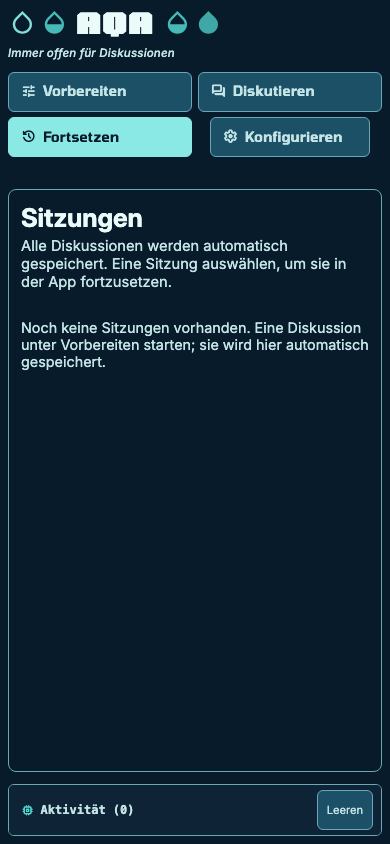 AQA
Immer offen für Diskussionen
Vorbereiten
Diskutieren
Fortsetzen
Konfigurieren
Sitzungen
Alle Diskussionen werden automatisch
gespeichert. Eine Sitzung auswählen, um sie in
der App fortzusetzen.
Noch keine Sitzungen vorhanden. Eine Diskussion
unter Vorbereiten starten; sie wird hier automatisch
gespeichert.
Aktivität (0)
Leeren